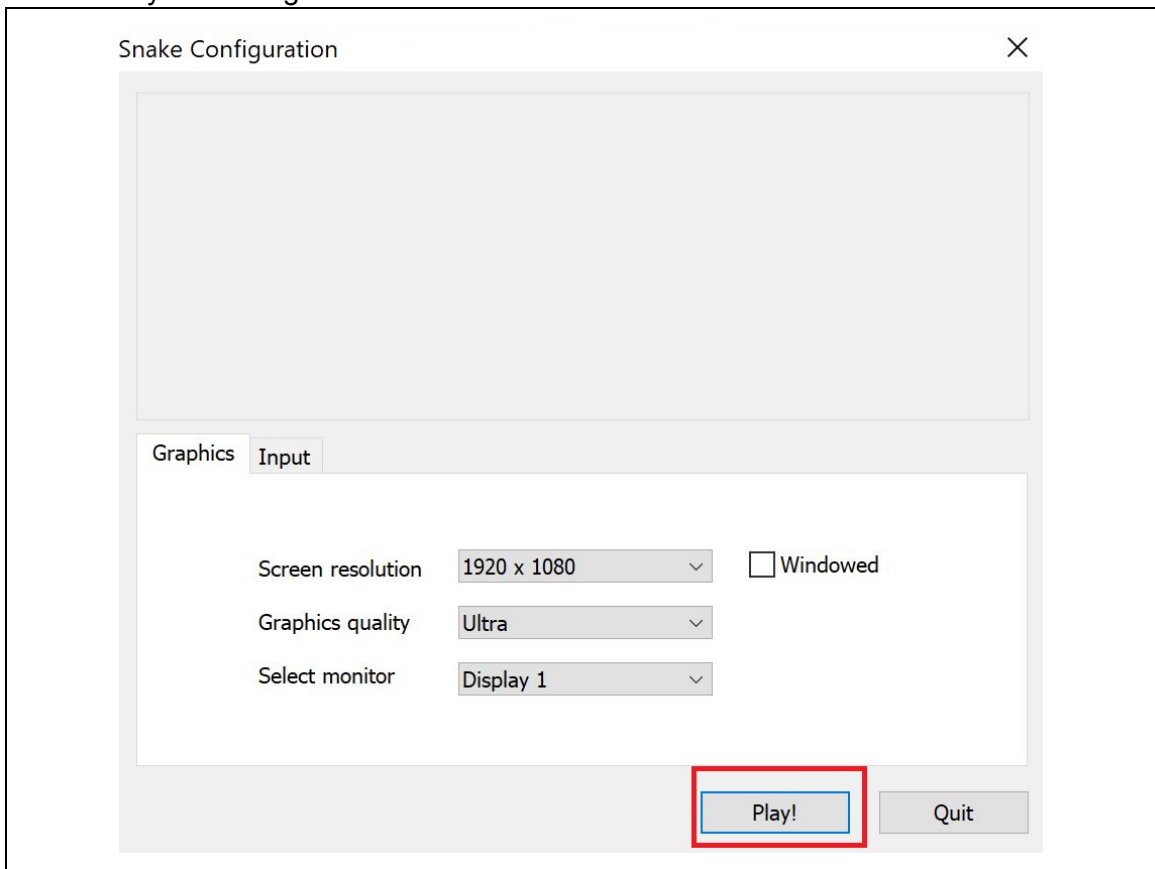 Snake Configuration
Graphics Input
Screen resolution 1920 x 1080 Windowed
Graphics quality Ultra
Select monitor Display 1
Play! Quit